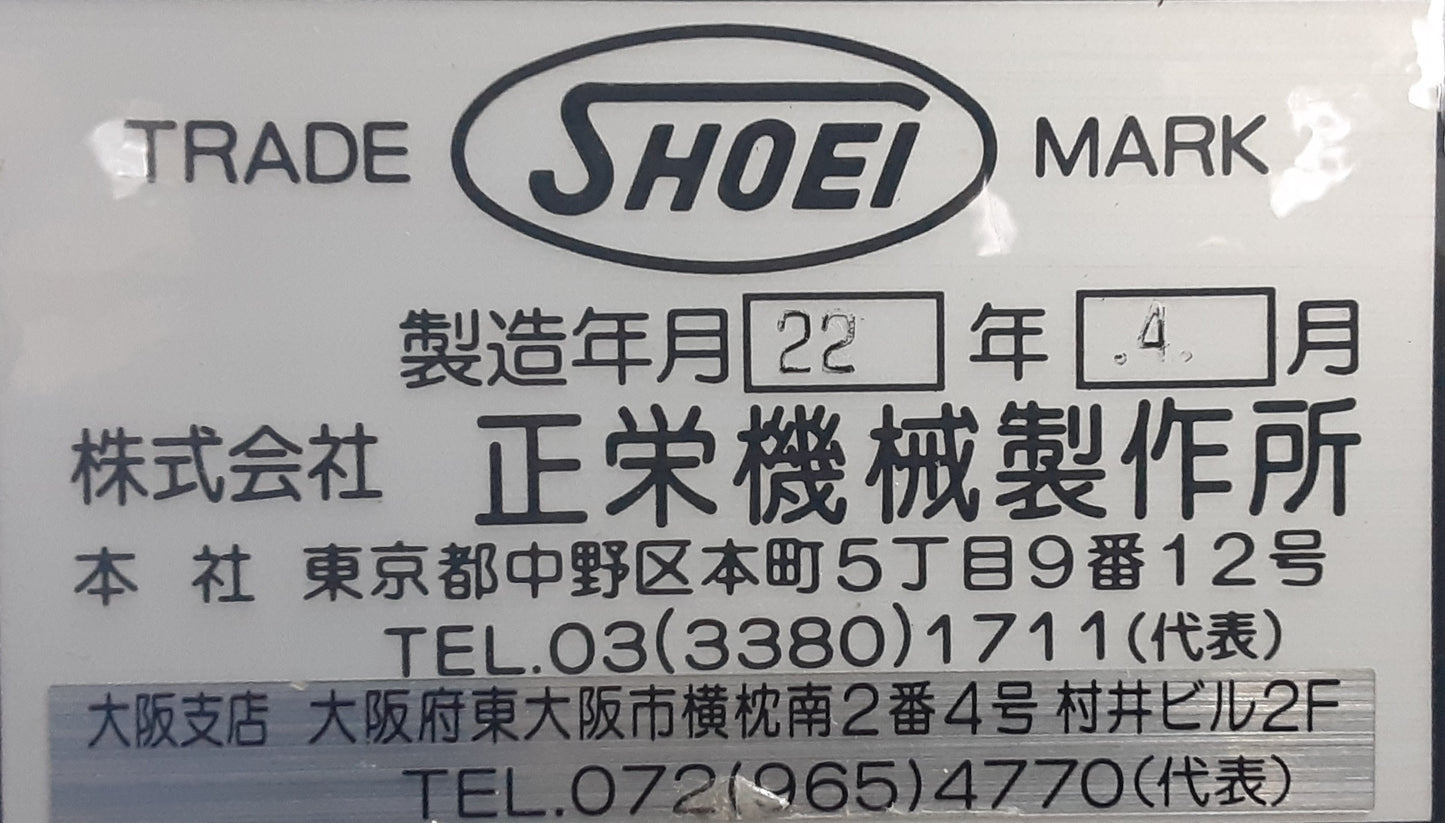 TRADE SHOEI MARK
製造年月 22 年 .4. 月
株式会社 正栄機械製作所
本社 東京都中野区本町5丁目9番12号
TEL.03(3380)1711(代表)
大阪支店 大阪府東大阪市横枕南2番4号 村井ビル2F
TEL.072(965)4770(代表)